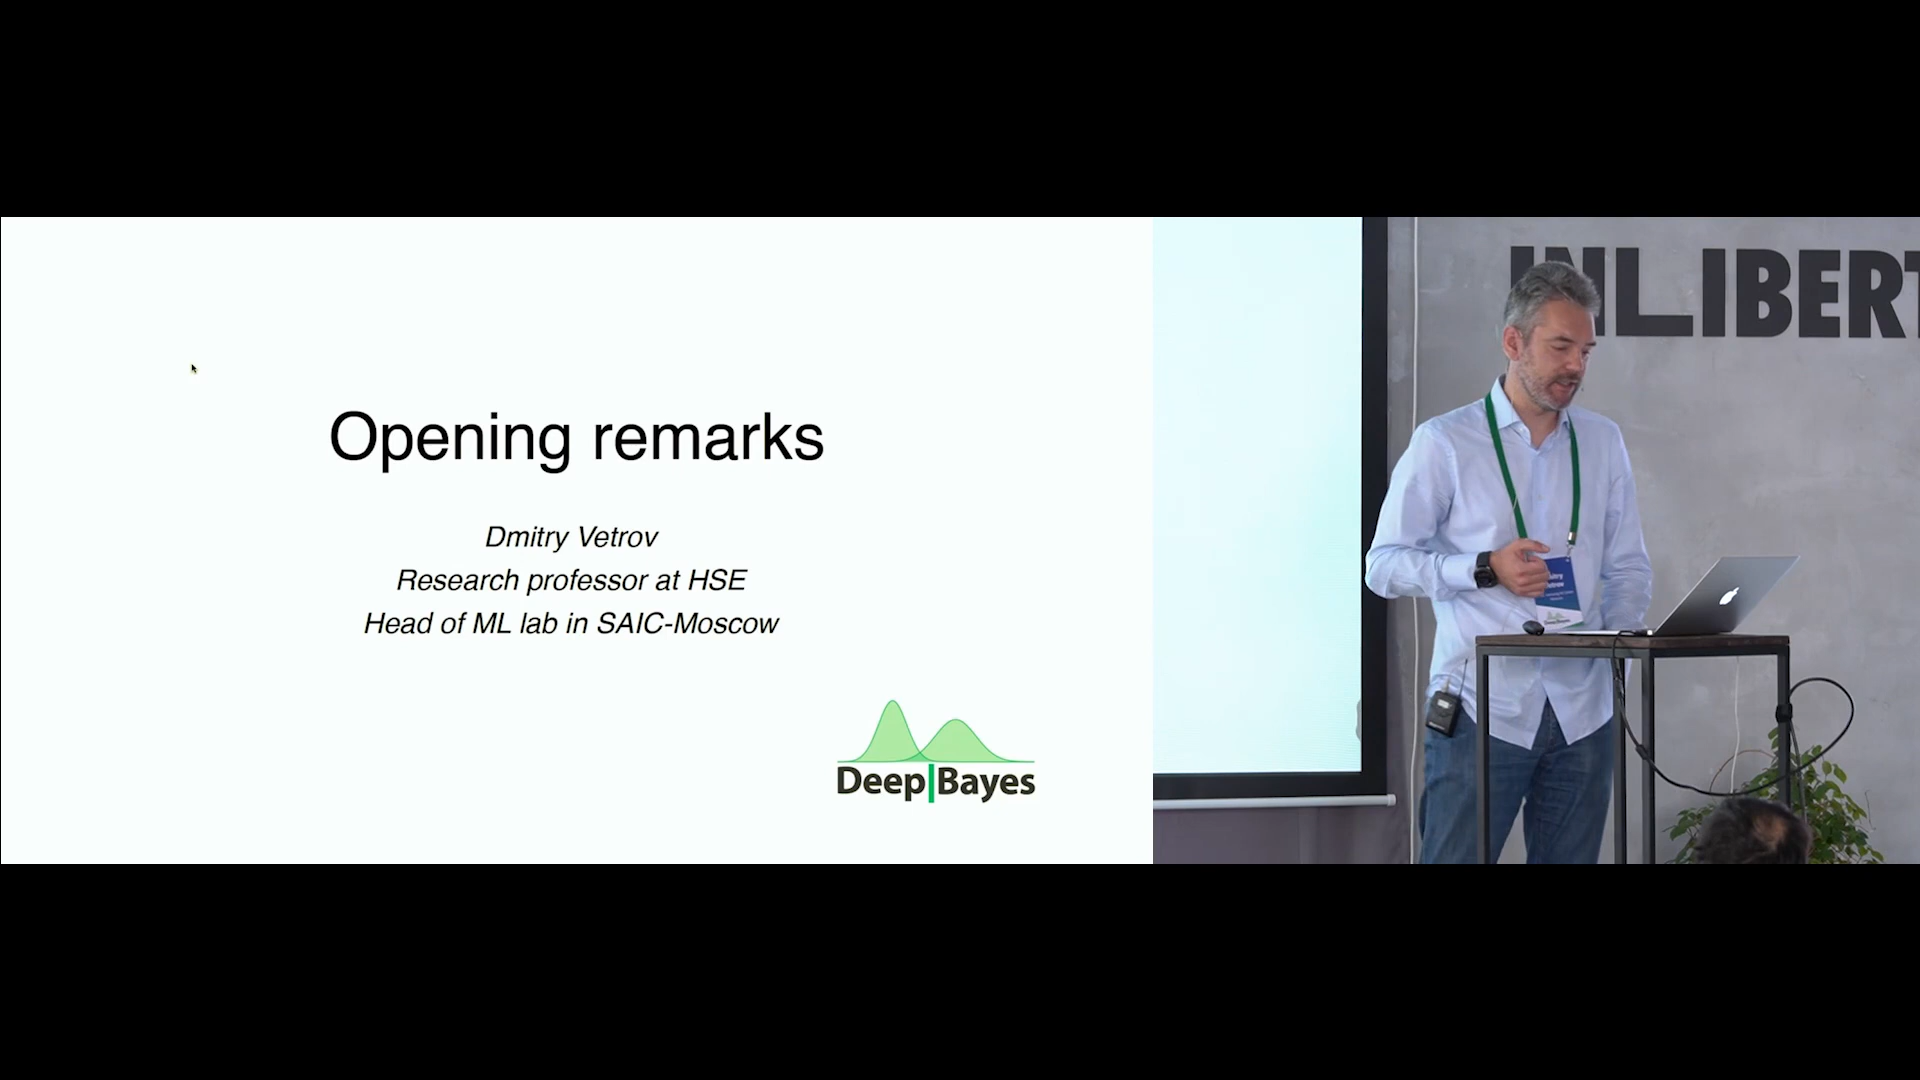 Opening remarks
Dmitry Vetrov
Research professor at HSE
Head of ML lab in SAIC-Moscow
Deep|Bayes
INLIBERT